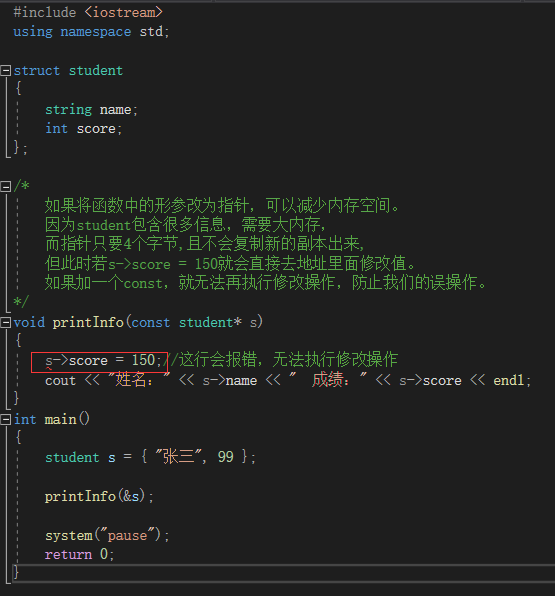 #include <iostream>
using namespace std;
struct student
{
string name;
int score;
};
/*
如果将函数中的形参改为指针，可以减少内存空间。
因为student包含很多信息，需要大内存，
而指针只要4个字节，且不会复制新的副本出来，
但此时若s->score = 150就会直接去地址里面修改值。
如果加一个const，就无法再执行修改操作，防止我们的误操作。
*/
void printInfo(const student* s)
{
s->score = 150;//这行会报错，无法执行修改操作
cout << "姓名：" << s->name << "  成绩：" << s->score << endl;
}
int main()
{
student s = { "张三", 99 };
printInfo(&s);
system("pause");
return 0;
}